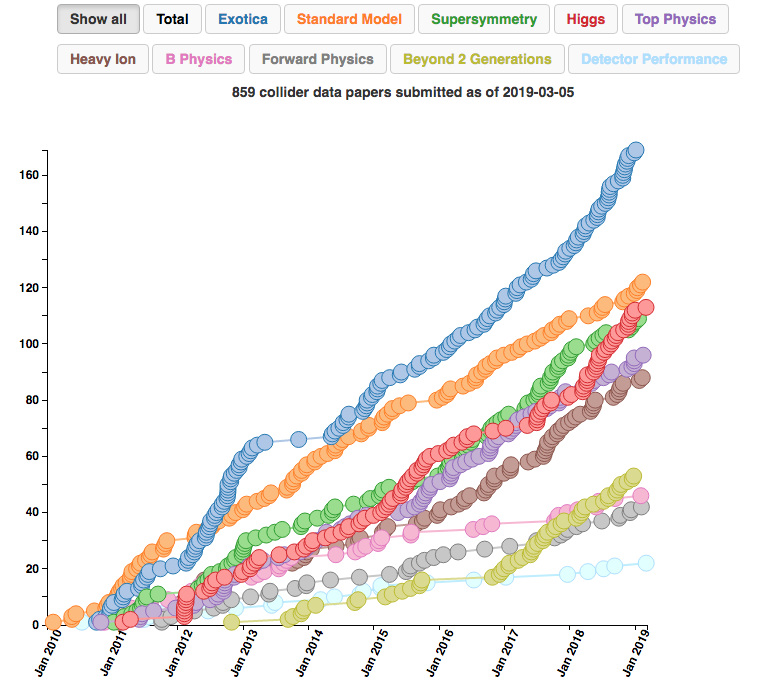 Show all Total Exotica Standard Model Supersymmetry Higgs Top Physics
Heavy Ion B Physics Forward Physics Beyond 2 Generations Detector Performance
859 collider data papers submitted as of 2019-03-05
160
140
120
100
80
60
40
20
0
Jan 2010 Jan 2011 Jan 2012 Jan 2013 Jan 2014 Jan 2015 Jan 2016 Jan 2017 Jan 2018 Jan 2019